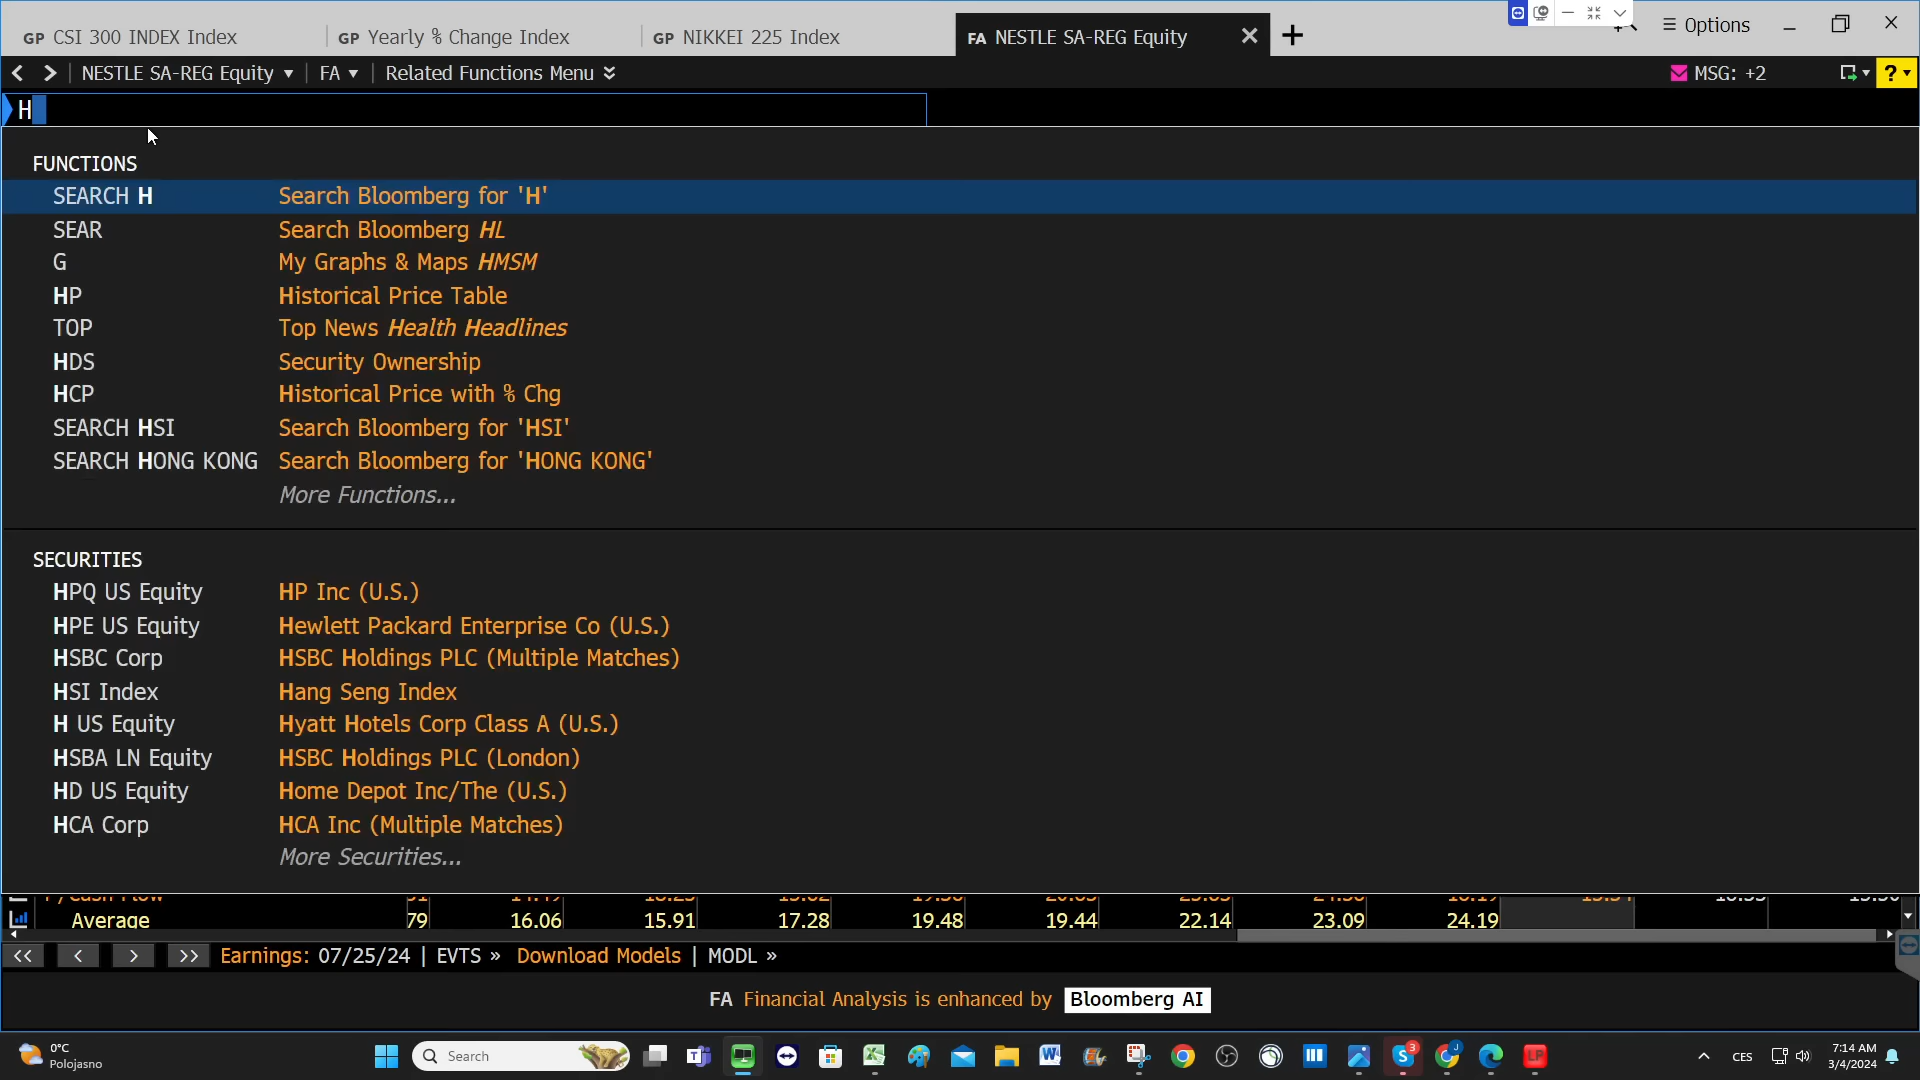 GP CSI 300 INDEX Index
GP Yearly % Change Index
GP NIKKEI 225 Index
FA NESTLE SA-REG Equity
Options
NESTLE SA-REG Equity
FA
Related Functions Menu
MSG: +2
?
H
FUNCTIONS
SEARCH H Search Bloomberg for 'H'
SEAR Search Bloomberg HL
G My Graphs & Maps HMSM
HP Historical Price Table
TOP Top News Health Headlines
HDS Security Ownership
HCP Historical Price with % Chg
SEARCH HSI Search Bloomberg for 'HSI'
SEARCH HONG KONG Search Bloomberg for 'HONG KONG'
More Functions...
SECURITIES
HPQ US Equity HP Inc (U.S.)
HPE US Equity Hewlett Packard Enterprise Co (U.S.)
HSBC Corp HSBC Holdings PLC (Multiple Matches)
HSI Index Hang Seng Index
H US Equity Hyatt Hotels Corp Class A (U.S.)
HSBA LN Equity HSBC Holdings PLC (London)
HD US Equity Home Depot Inc/The (U.S.)
HCA Corp HCA Inc (Multiple Matches)
More Securities...
Average 79 16.06 15.91 17.28 19.48 19.44 22.14 23.09 24.19
<< < > >> Earnings: 07/25/24 | EVTS » Download Models | MODL »
FA Financial Analysis is enhanced by Bloomberg AI
0°C
Polojasno
Search
3
J
LP
CES
7:14 AM
3/4/2024